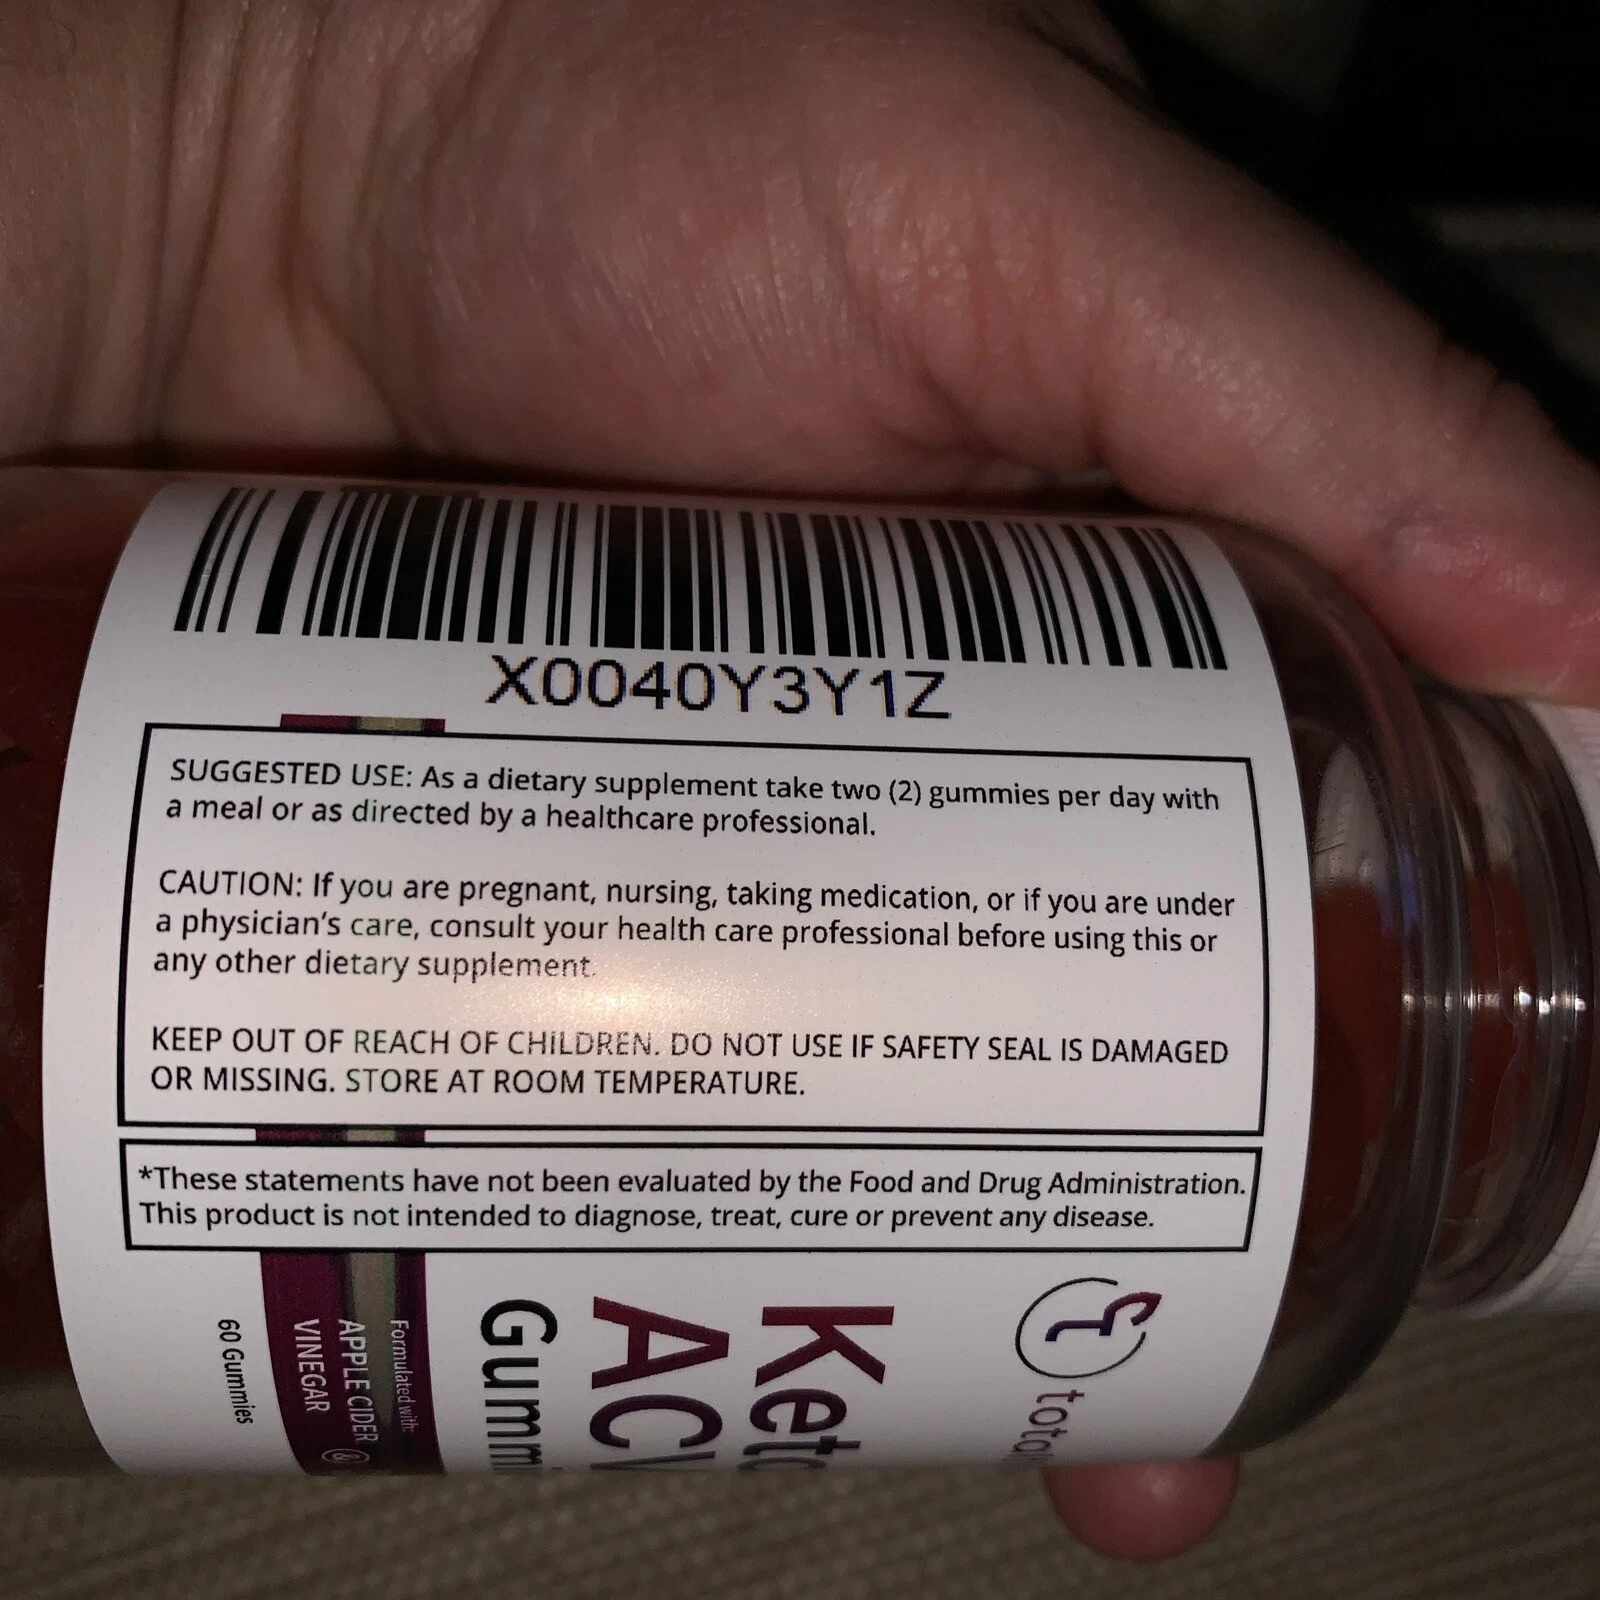 X0040Y3Y1Z
SUGGESTED USE: As a dietary supplement take two (2) gummies per day with
a meal or as directed by a healthcare professional.
CAUTION: If you are pregnant, nursing, taking medication, or if you are under
a physician's care, consult your health care professional before using this or
any other dietary supplement.
KEEP OUT OF REACH OF CHILDREN. DO NOT USE IF SAFETY SEAL IS DAMAGED
OR MISSING. STORE AT ROOM TEMPERATURE.
*These statements have not been evaluated by the Food and Drug Administration.
This product is not intended to diagnose, treat, cure or prevent any disease.
Keto
ACV
Formulated with:
APPLE CIDER
VINEGAR &
60 Gummies